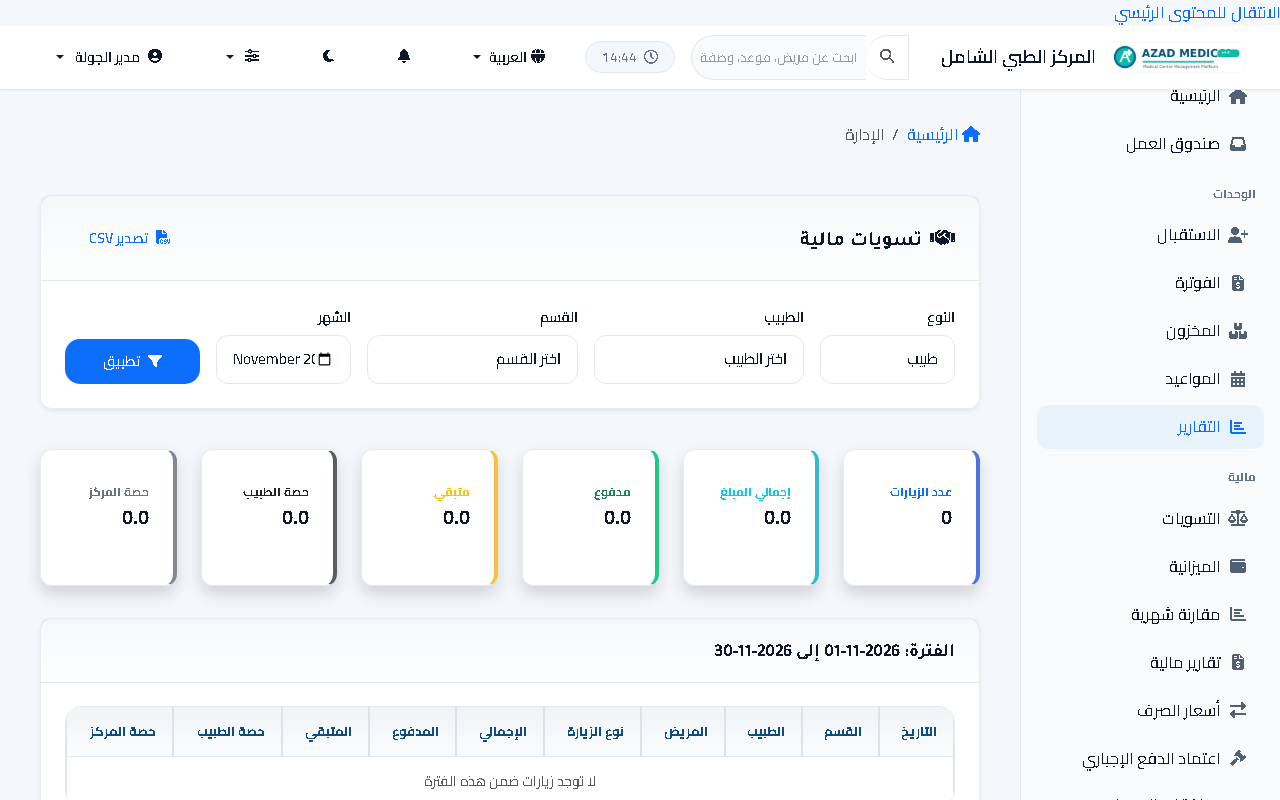 الانتقال للمحتوى الرئيسي
AZAD MEDIC
Medical Centre Management Platform
المركز الطبي الشامل
ابحث عن مريض، موعد، وصفة
14:44
العربية
مدير الجولة
الرئيسية
صندوق العمل
الوحدات
الاستقبال
الفوترة
المخزون
المواعيد
التقارير
مالية
التسويات
الميزانية
مقارنة شهرية
تقارير مالية
أسعار الصرف
اعتماد الدفع الإجباري
الرئيسية / الإدارة
تسويات مالية
تصدير CSV
النوع
الطبيب
القسم
الشهر
طبيب
اختر الطبيب
اختر القسم
November 20
تطبيق
عدد الزيارات
0
إجمالي المبلغ
0.0
مدفوع
0.0
متبقي
0.0
حصة الطبيب
0.0
حصة المركز
0.0
الفترة: 2026-11-01 إلى 2026-11-30
التاريخ القسم الطبيب المريض نوع الزيارة الإجمالي المدفوع المتبقي حصة الطبيب حصة المركز
لا توجد زيارات ضمن هذه الفترة